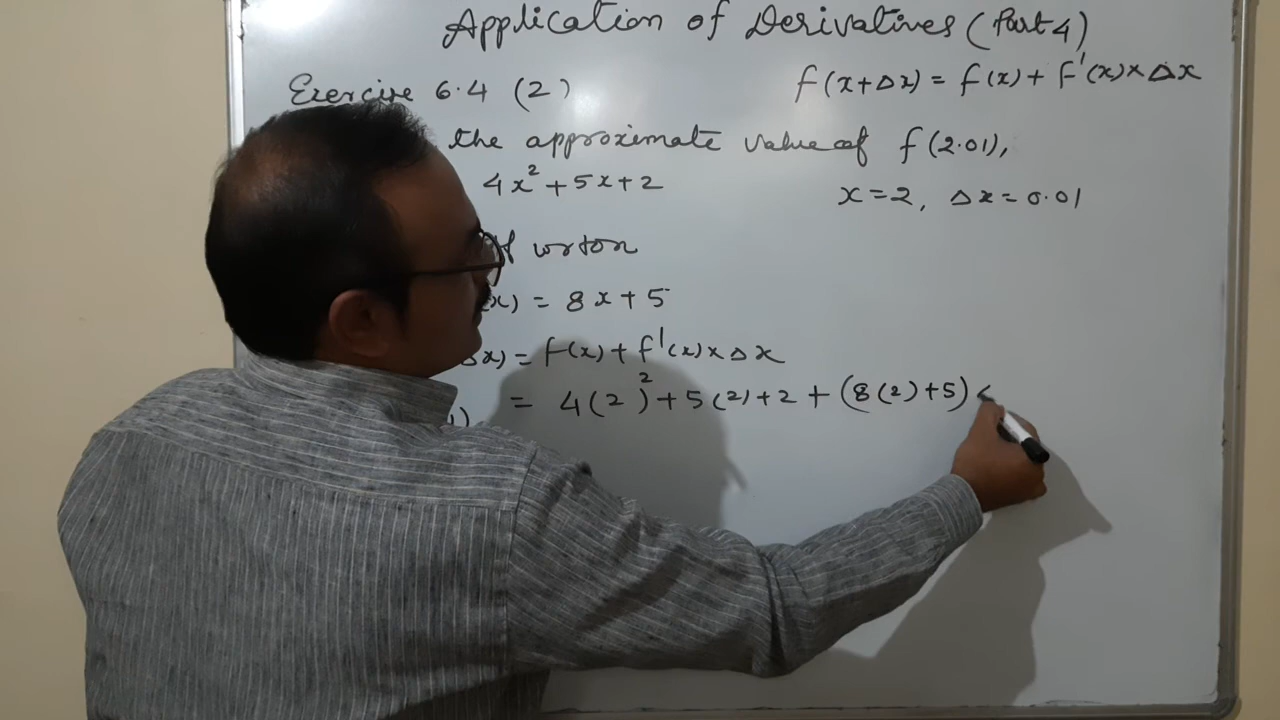 Application of Derivatives (Part 4)
Exercise 6.4 (2)
f(x+Δx) = f(x) + f'(x) × Δx
the approximate value of f(2.01),
4x² + 5x + 2
x = 2, Δx = 0.01
(x) = 8x + 5
Δx) = f(x) + f'(x) × Δx
= 4(2)² + 5(2) + 2 + (8(2) + 5)